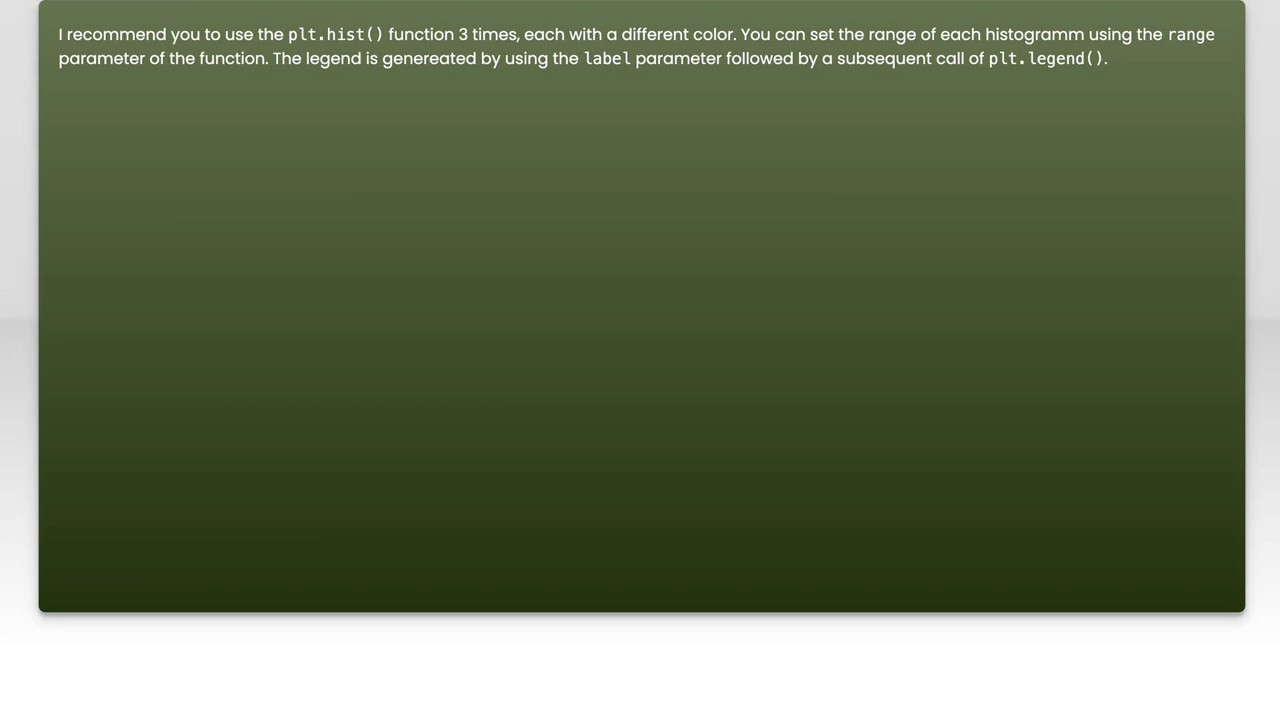 I recommend you to use the plt.hist() function 3 times, each with a different color. You can set the range of each histogramm using the range
parameter of the function. The legend is genereated by using the label parameter followed by a subsequent call of plt.legend().